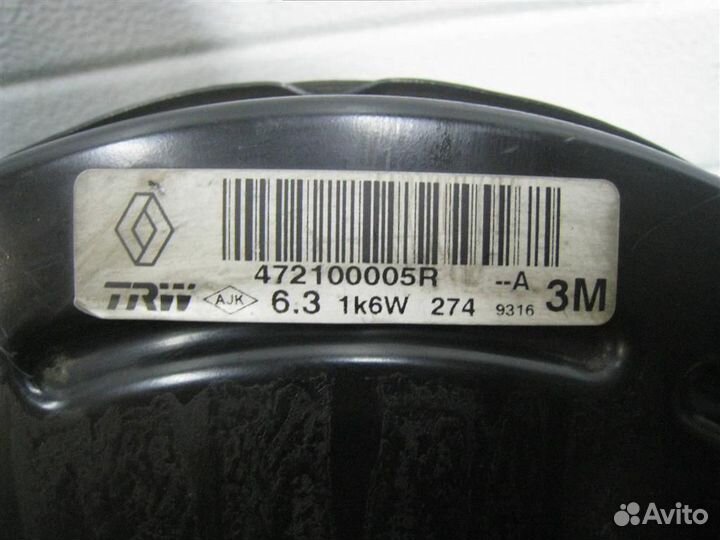 472100005R --A
TRW AJK 6.3 1k6W 274 9316 3M
Avito